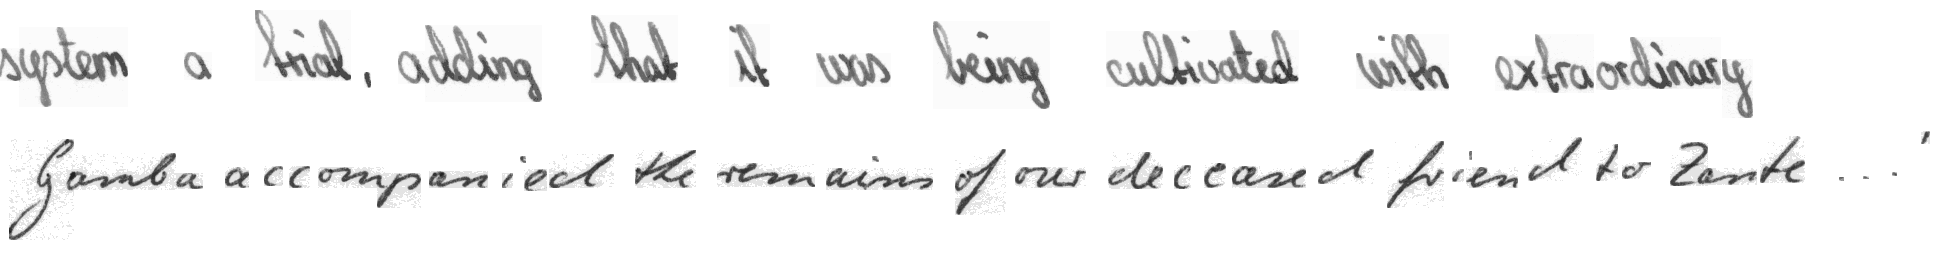 system a trial, adding that it was being cultivated with extraordinary
Gamba accompanied the remains of our deceased friend to Zante ...'